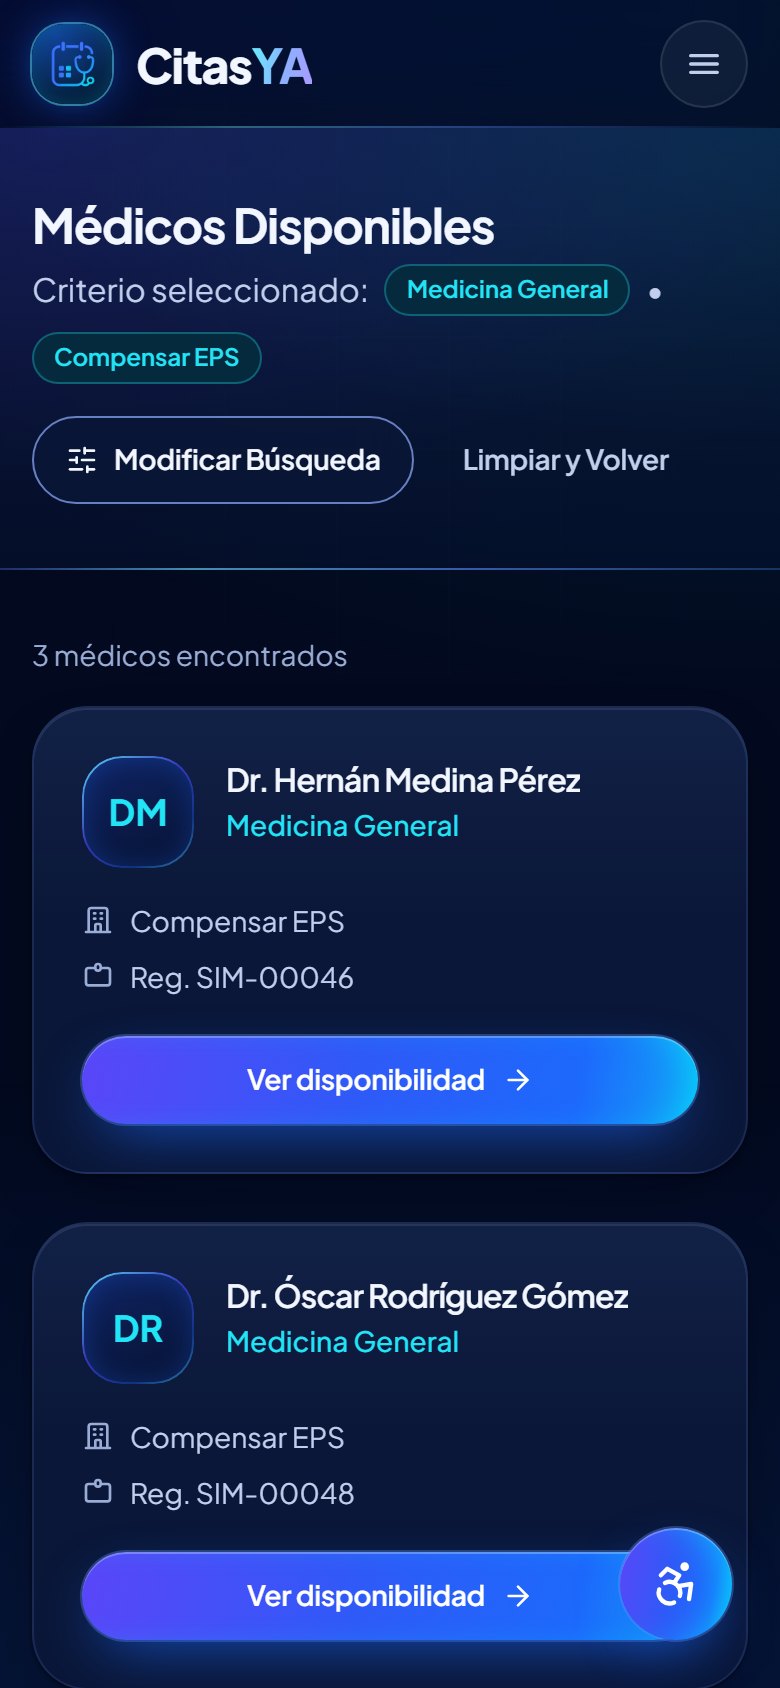 CitasYA
Médicos Disponibles
Criterio seleccionado: Medicina General •
Compensar EPS
Modificar Búsqueda Limpiar y Volver
3 médicos encontrados
DM Dr. Hernán Medina Pérez
Medicina General
Compensar EPS
Reg. SIM-00046
Ver disponibilidad →
DR Dr. Óscar Rodríguez Gómez
Medicina General
Compensar EPS
Reg. SIM-00048
Ver disponibilidad →